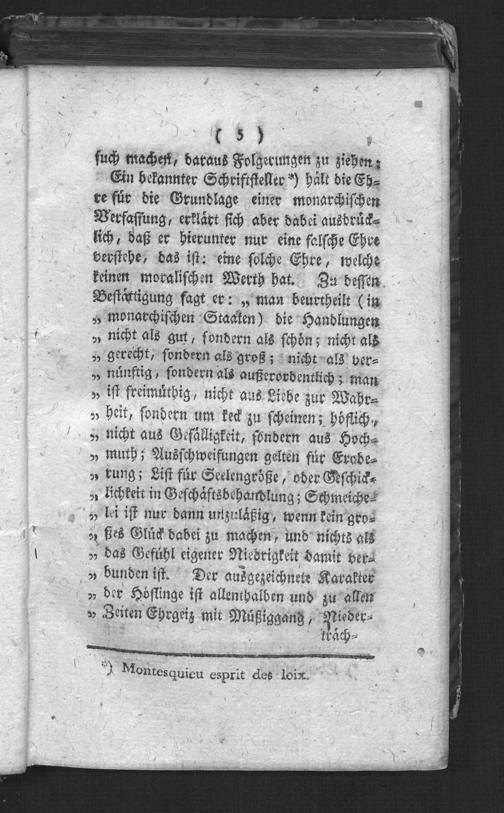 ( 5 )
such machen, daraus Folgerungen zu ziehen:
Ein bekannter Schriftsteller*) hält die Eh-
re für die Grundlage einer monarchischen
Verfassung, erklärt sich aber dabei ausdrück-
lich, daß er hierunter nur eine falsche Ehre
verstehe, das ist: eine solche Ehre, welche
keinen moralischen Werth hat. Zu dessen
Bestättigung sagt er: „ man beurtheilt (in
„ monarchischen Staaten) die Handlungen
„ nicht als gut, sondern als schön; nicht als
„ gerecht, sondern als groß; nicht als ver-
„ nünftig, sondern als außerordentlich; man
„ ist freimüthig, nicht aus Liebe zur Wahr-
„ heit, sondern um keck zu scheinen; höflich,
„ nicht aus Gefälligkeit, sondern aus Hoch-
„ muth; Ausschweifungen gelten für Erobe-
„ rung; List für Seelengröße, oder Geschick-
„ lichkeit in Geschäftsbehandlung; Schmeiche-
„ lei ist nur dann unzuläßig, wenn kein gro-
„ ßes Glück dabei zu machen, und nichts als
„ das Gefühl eigener Niedrigkeit damit ver-
„ bunden ist. Der ausgezeichnete Karakter
„ der Höflinge ist allenthalben und zu allen
„ Zeiten Ehrgeiz mit Müßiggang, Nieder-
träch-
*) Montesquieu esprit des loix.